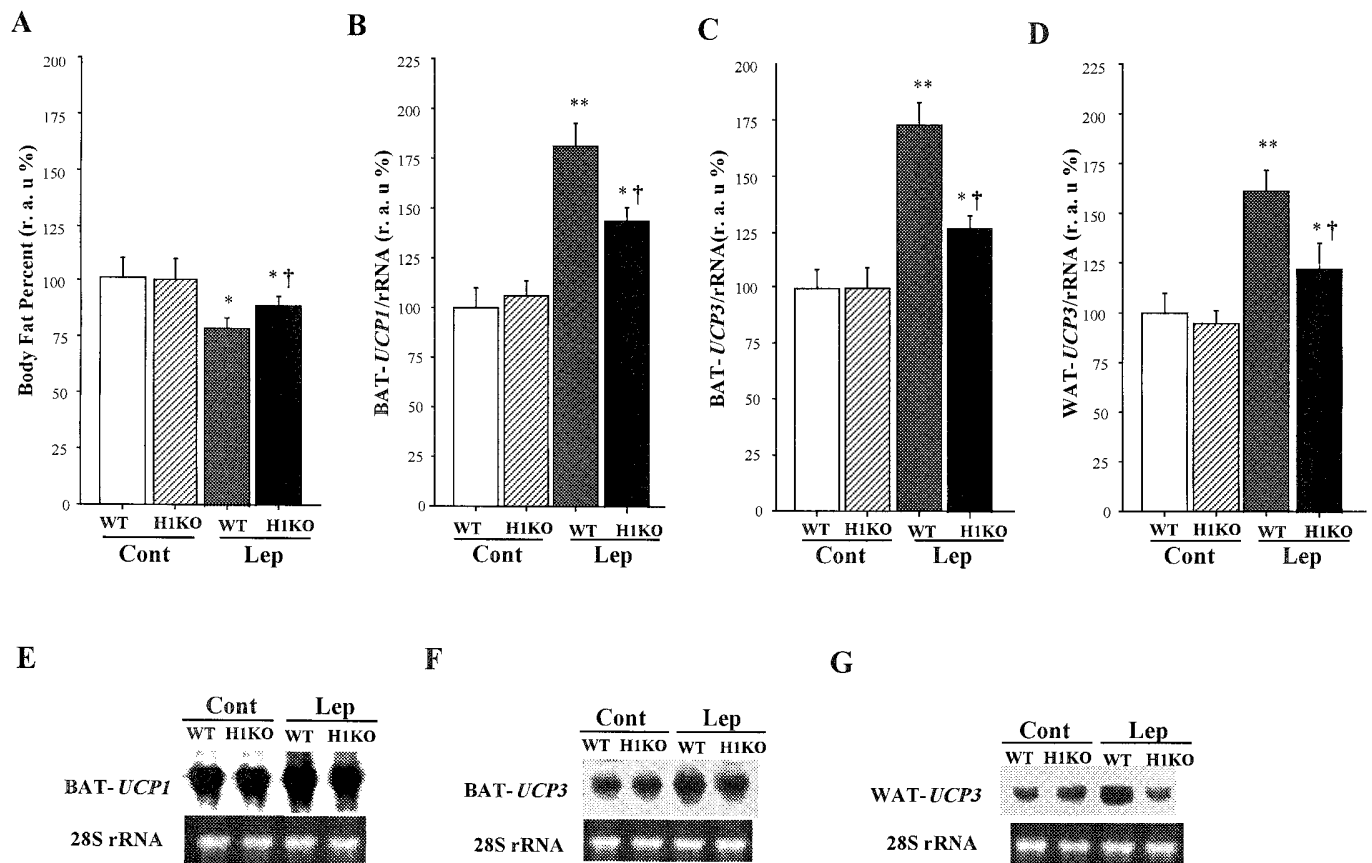 A
Body Fat Percent (r. a. u %)
200
175
150
125
100
75
50
25
0
*
* †
WT H1KO WT H1KO
Cont Lep
B
BAT-UCP1/rRNA (r. a. u %)
225
200
175
150
125
100
75
50
25
0
**
* †
WT H1KO WT H1KO
Cont Lep
C
BAT-UCP3/rRNA(r. a. u %)
200
175
150
125
100
75
50
25
0
**
* †
WT H1KO WT H1KO
Cont Lep
D
WAT-UCP3/rRNA (r. a. u %)
225
200
175
150
125
100
75
50
25
0
**
* †
WT H1KO WT H1KO
Cont Lep
E
Cont Lep
WT H1KO WT H1KO
BAT-UCP1
28S rRNA
F
Cont Lep
WT H1KO WT H1KO
BAT-UCP3
28S rRNA
G
Cont Lep
WT H1KO WT H1KO
WAT-UCP3
28S rRNA